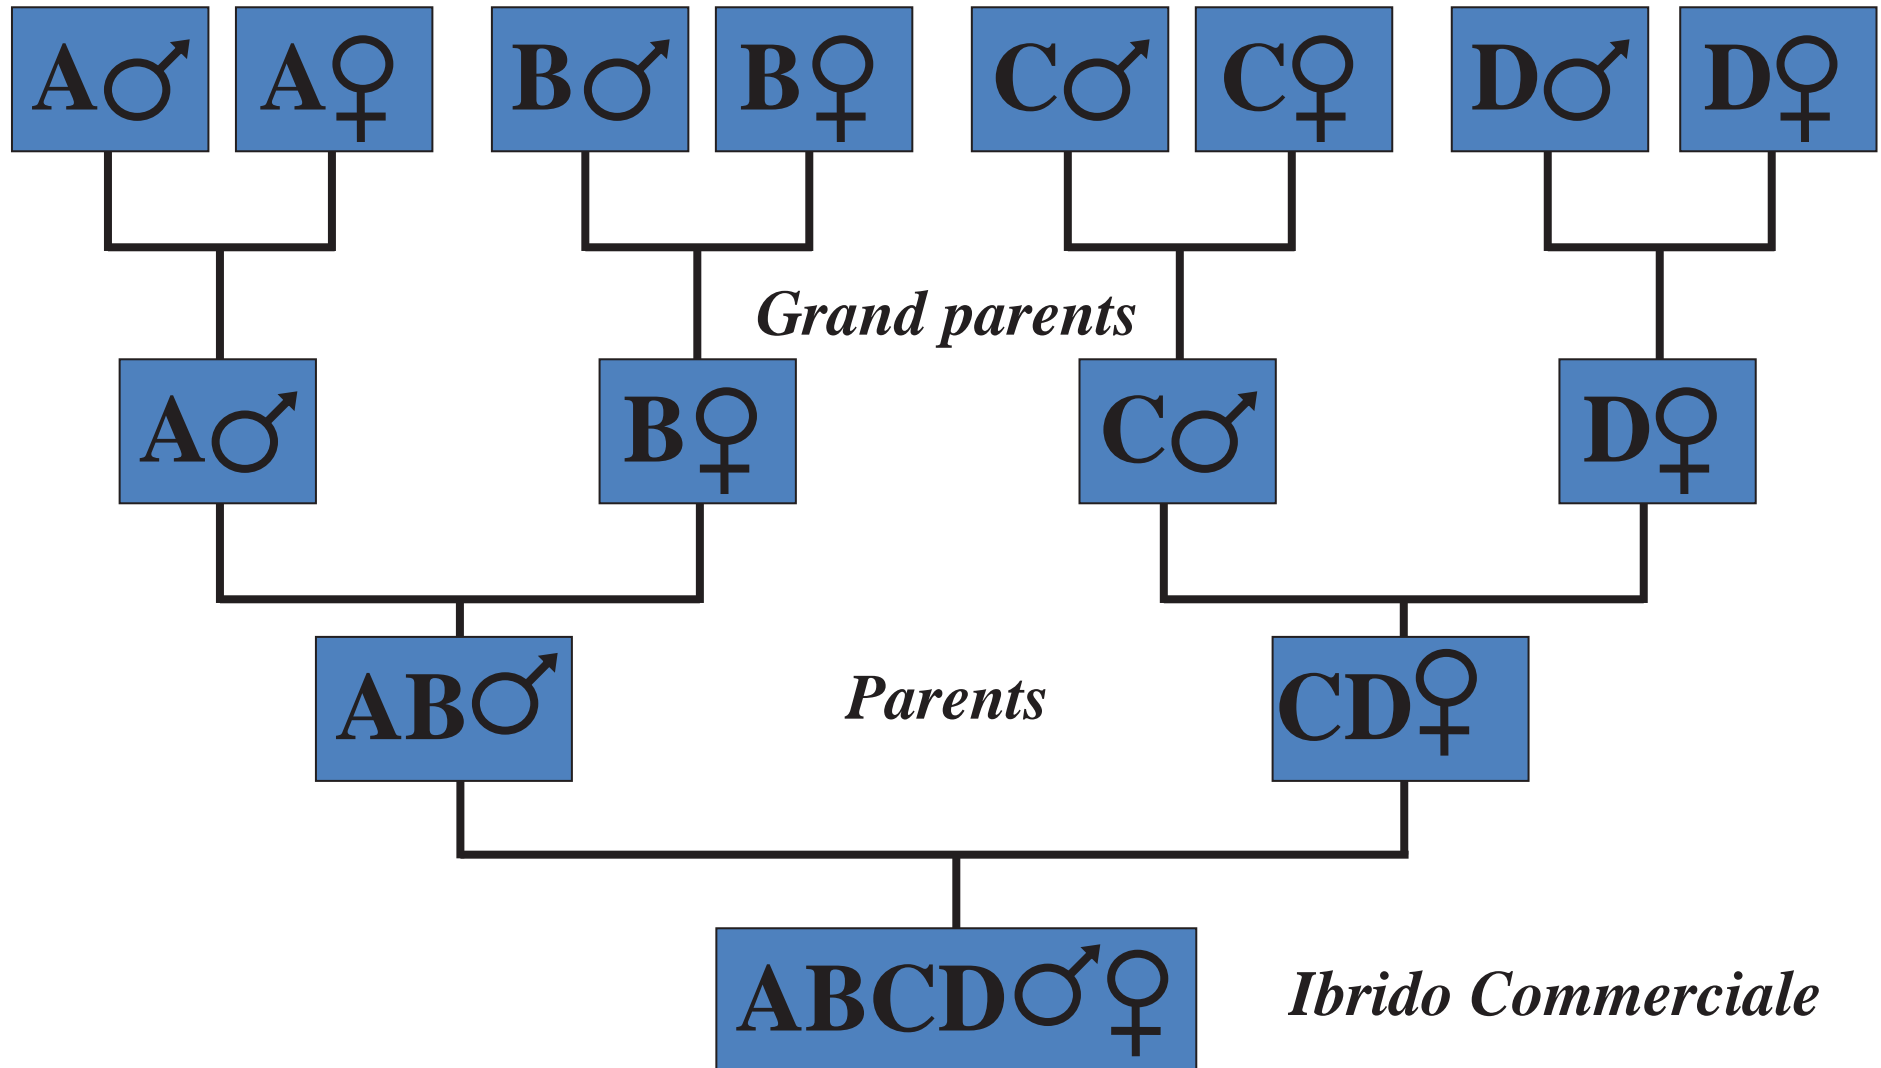 A♂ A♀ B♂ B♀ C♂ C♀ D♂ D♀
Grand parents
A♂ B♀ C♂ D♀
AB♂ Parents CD♀
ABCD♂♀ Ibrido Commerciale